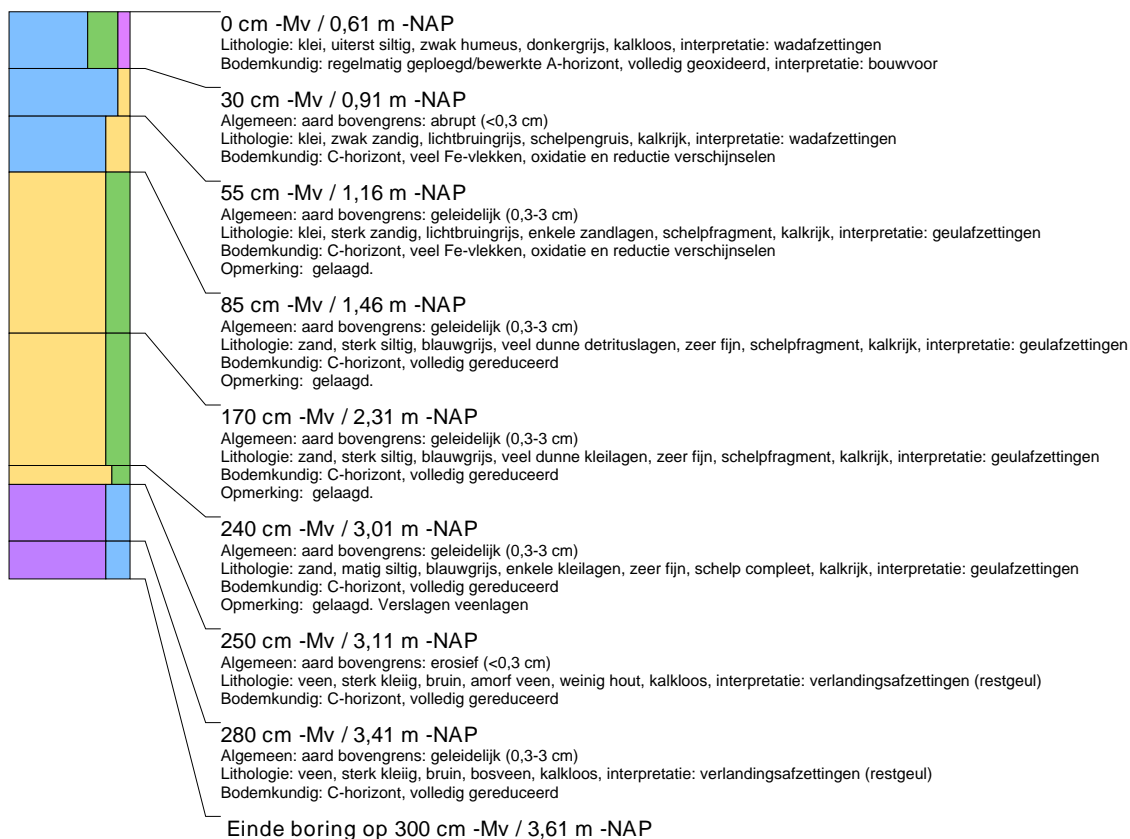 0 cm -Mv / 0,61 m -NAP
Lithologie: klei, uiterst siltig, zwak humeus, donkergrijs, kalkloos, interpretatie: wadafzettingen
Bodemkundig: regelmatig geploegd/bewerkte A-horizont, volledig geoxideerd, interpretatie: bouwvoor
30 cm -Mv / 0,91 m -NAP
Algemeen: aard bovengrens: abrupt (<0,3 cm)
Lithologie: klei, zwak zandig, lichtbruingrijs, schelpengruis, kalkrijk, interpretatie: wadafzettingen
Bodemkundig: C-horizont, veel Fe-vlekken, oxidatie en reductie verschijnselen
55 cm -Mv / 1,16 m -NAP
Algemeen: aard bovengrens: geleidelijk (0,3-3 cm)
Lithologie: klei, sterk zandig, lichtbruingrijs, enkele zandlagen, schelpfragment, kalkrijk, interpretatie: geulafzettingen
Bodemkundig: C-horizont, veel Fe-vlekken, oxidatie en reductie verschijnselen
Opmerking: gelaagd.
85 cm -Mv / 1,46 m -NAP
Algemeen: aard bovengrens: geleidelijk (0,3-3 cm)
Lithologie: zand, sterk siltig, blauwgrijs, veel dunne detrituslagen, zeer fijn, schelpfragment, kalkrijk, interpretatie: geulafzettingen
Bodemkundig: C-horizont, volledig gereduceerd
Opmerking: gelaagd.
170 cm -Mv / 2,31 m -NAP
Algemeen: aard bovengrens: geleidelijk (0,3-3 cm)
Lithologie: zand, sterk siltig, blauwgrijs, veel dunne kleilagen, zeer fijn, schelpfragment, kalkrijk, interpretatie: geulafzettingen
Bodemkundig: C-horizont, volledig gereduceerd
Opmerking: gelaagd.
240 cm -Mv / 3,01 m -NAP
Algemeen: aard bovengrens: geleidelijk (0,3-3 cm)
Lithologie: zand, matig siltig, blauwgrijs, enkele kleilagen, zeer fijn, schelp compleet, kalkrijk, interpretatie: geulafzettingen
Bodemkundig: C-horizont, volledig gereduceerd
Opmerking: gelaagd. Verslagen veenlagen
250 cm -Mv / 3,11 m -NAP
Algemeen: aard bovengrens: erosief (<0,3 cm)
Lithologie: veen, sterk kleiig, bruin, amorf veen, weinig hout, kalkloos, interpretatie: verlandingsafzettingen (restgeul)
Bodemkundig: C-horizont, volledig gereduceerd
280 cm -Mv / 3,41 m -NAP
Algemeen: aard bovengrens: geleidelijk (0,3-3 cm)
Lithologie: veen, sterk kleiig, bruin, bosveen, kalkloos, interpretatie: verlandingsafzettingen (restgeul)
Bodemkundig: C-horizont, volledig gereduceerd
Einde boring op 300 cm -Mv / 3,61 m -NAP